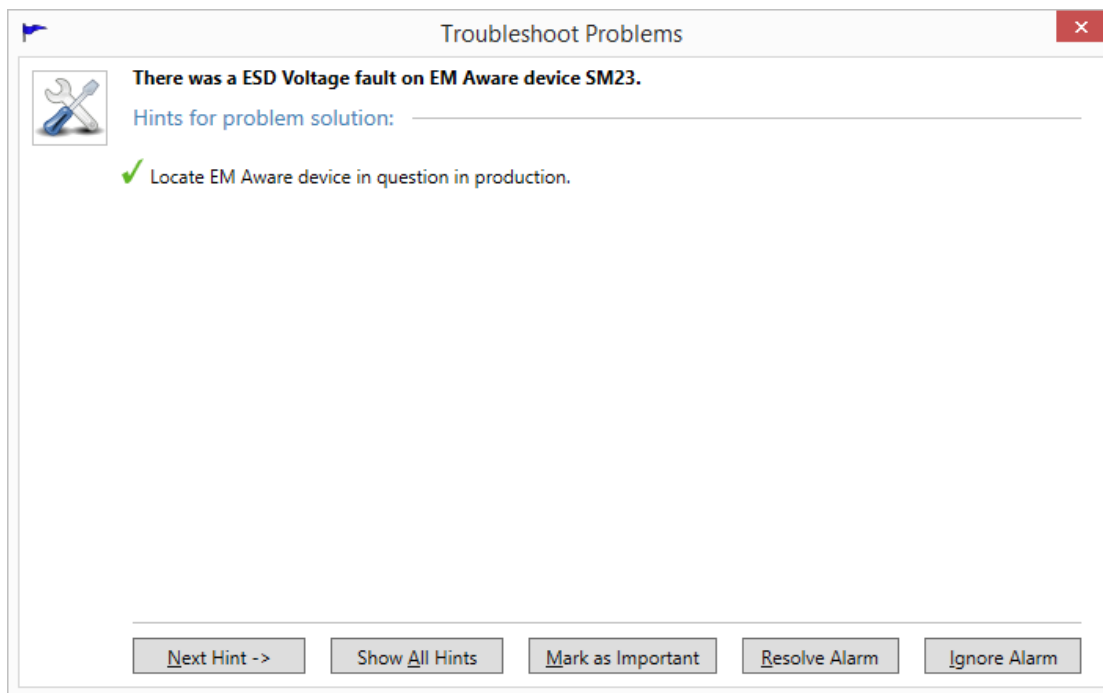 Troubleshoot Problems
There was a ESD Voltage fault on EM Aware device SM23.
Hints for problem solution:
Locate EM Aware device in question in production.
Next Hint ->
Show All Hints
Mark as Important
Resolve Alarm
Ignore Alarm